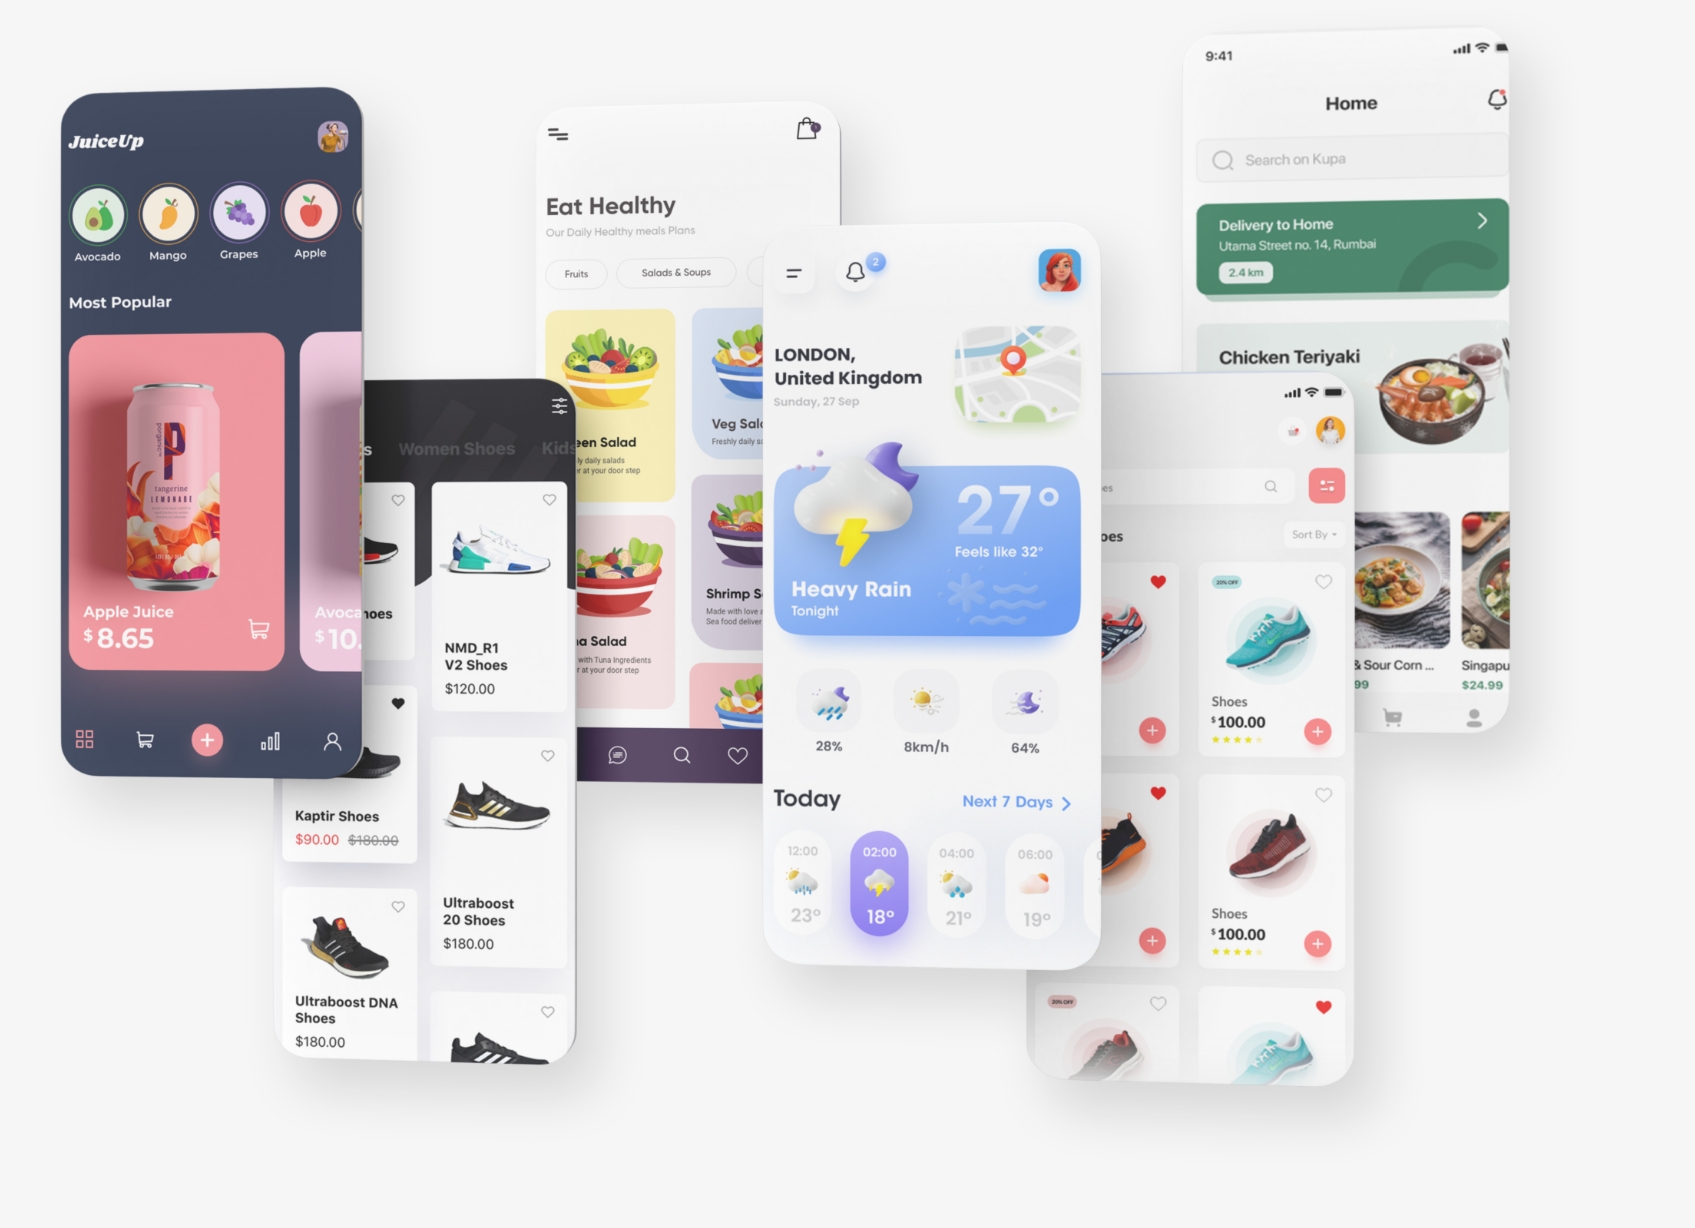 JuiceUp
Avocado
Mango
Grapes
Apple
Most Popular
P
tangerine
LEMONADE
Apple Juice
$ 8.65
$ 10.
Women Shoes
Kids
NMD_R1
V2 Shoes
$120.00
Kaptir Shoes
$90.00 $180.00
Ultraboost
20 Shoes
$180.00
Ultraboost DNA
Shoes
$180.00
Eat Healthy
Our Daily Healthy meals Plans
Fruits
Salads & Soups
een Salad
ly daily salads
r at your door step
Veg Sal
Freshly daily s
Shrimp S
Made with love a
Sea food deliver
a Salad
with Tuna Ingredients
r at your door step
2
LONDON,
United Kingdom
Sunday, 27 Sep
27°
Feels like 32°
Heavy Rain
Tonight
28%
8km/h
64%
Today
Next 7 Days
12:00
23°
02:00
18°
04:00
21°
06:00
19°
oes
oes
Sort By
20% OFF
Shoes
$ 100.00
Shoes
$ 100.00
20% OFF
9:41
Home
Search on Kupa
Delivery to Home
Utama Street no. 14, Rumbai
2.4 km
Chicken Teriyaki
& Sour Corn ...
99
Singapu
$24.99